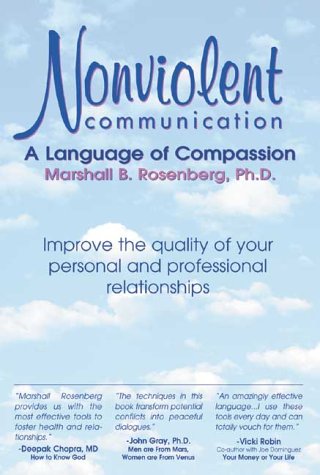 Nonviolent
communication
A Language of Compassion
Marshall B. Rosenberg, Ph.D.
Improve the quality of your
personal and professional
relationships
"Marshall Rosenberg
provides us with the
most effective tools to
foster health and rela-
tionships."
-Deepak Chopra, MD
How to Know God
"The techniques in this
book transform potential
conflicts into peaceful
dialogues."
-John Gray, Ph.D.
Men are From Mars,
Women are From Venus
"An amazingly effective
language...I use these
tools every day and can
totally vouch for them."
-Vicki Robin
Co-author with Joe Dominguez
Your Money or Your Life